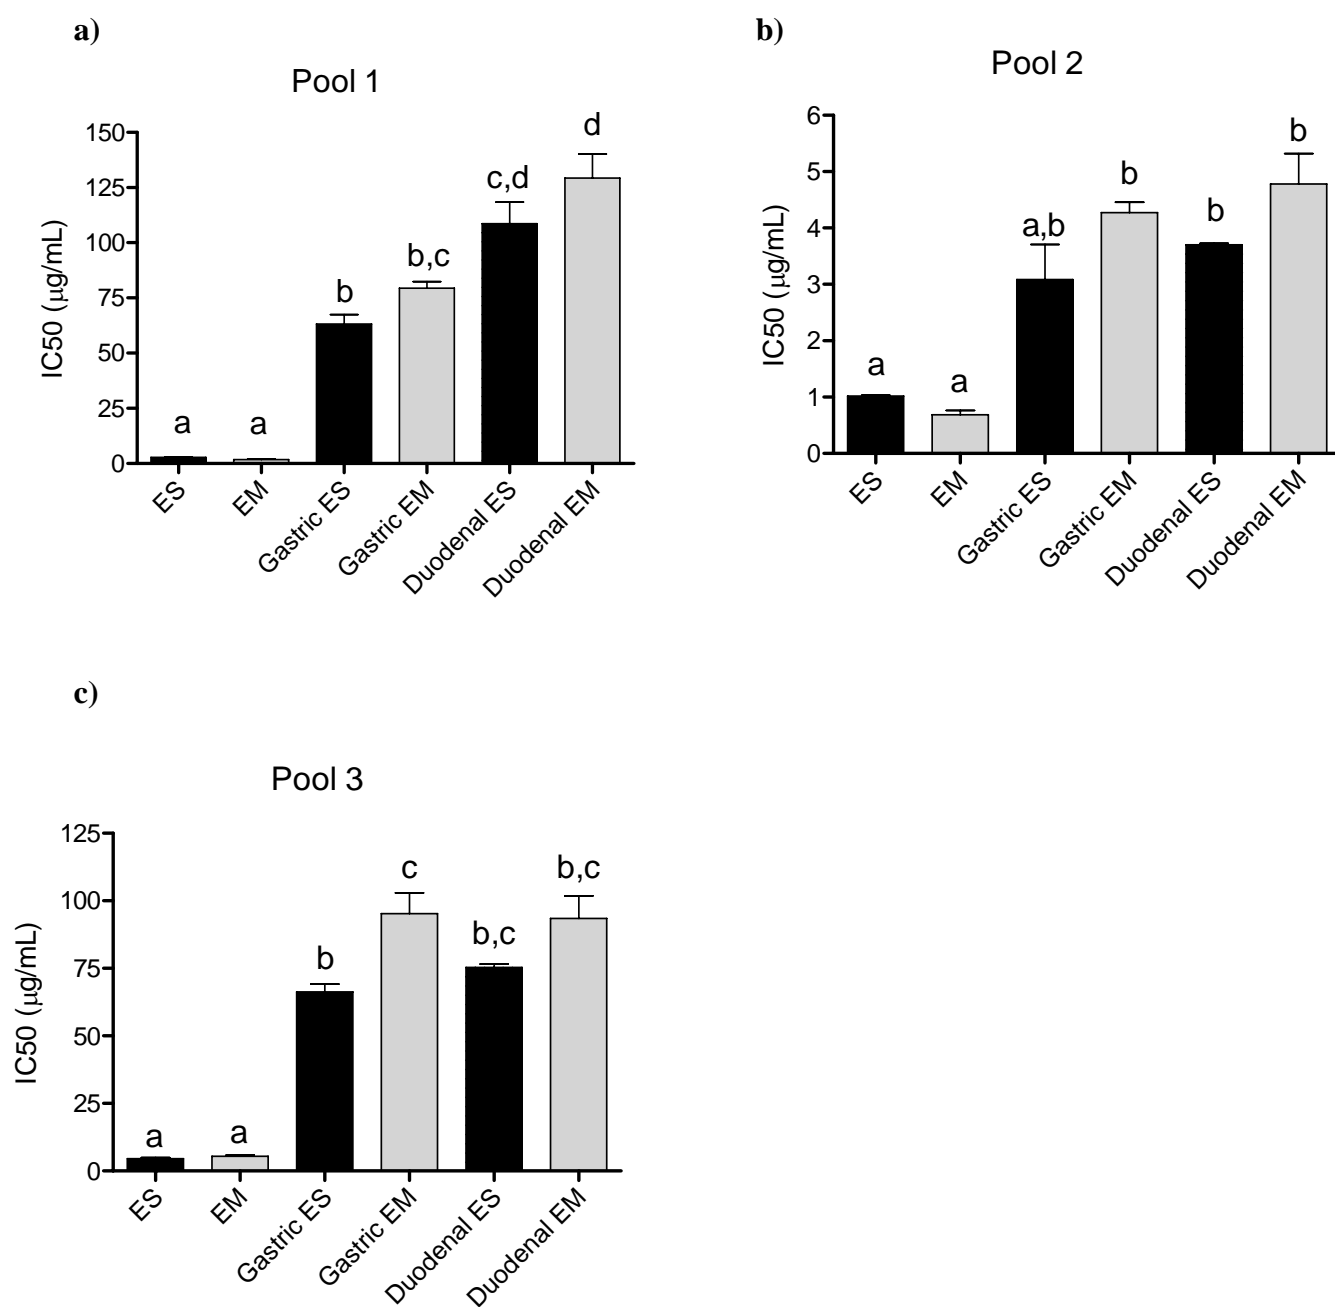 a)
Pool 1
IC50 (µg/mL)
150
125
100
75
50
25
0
a
a
b
b,c
c,d
d
ES
EM
Gastric ES
Gastric EM
Duodenal ES
Duodenal EM
b)
Pool 2
IC50 (µg/mL)
6
5
4
3
2
1
0
a
a
a,b
b
b
b
ES
EM
Gastric ES
Gastric EM
Duodenal ES
Duodenal EM
c)
Pool 3
IC50 (µg/mL)
125
100
75
50
25
0
a
a
b
c
b,c
b,c
ES
EM
Gastric ES
Gastric EM
Duodenal ES
Duodenal EM